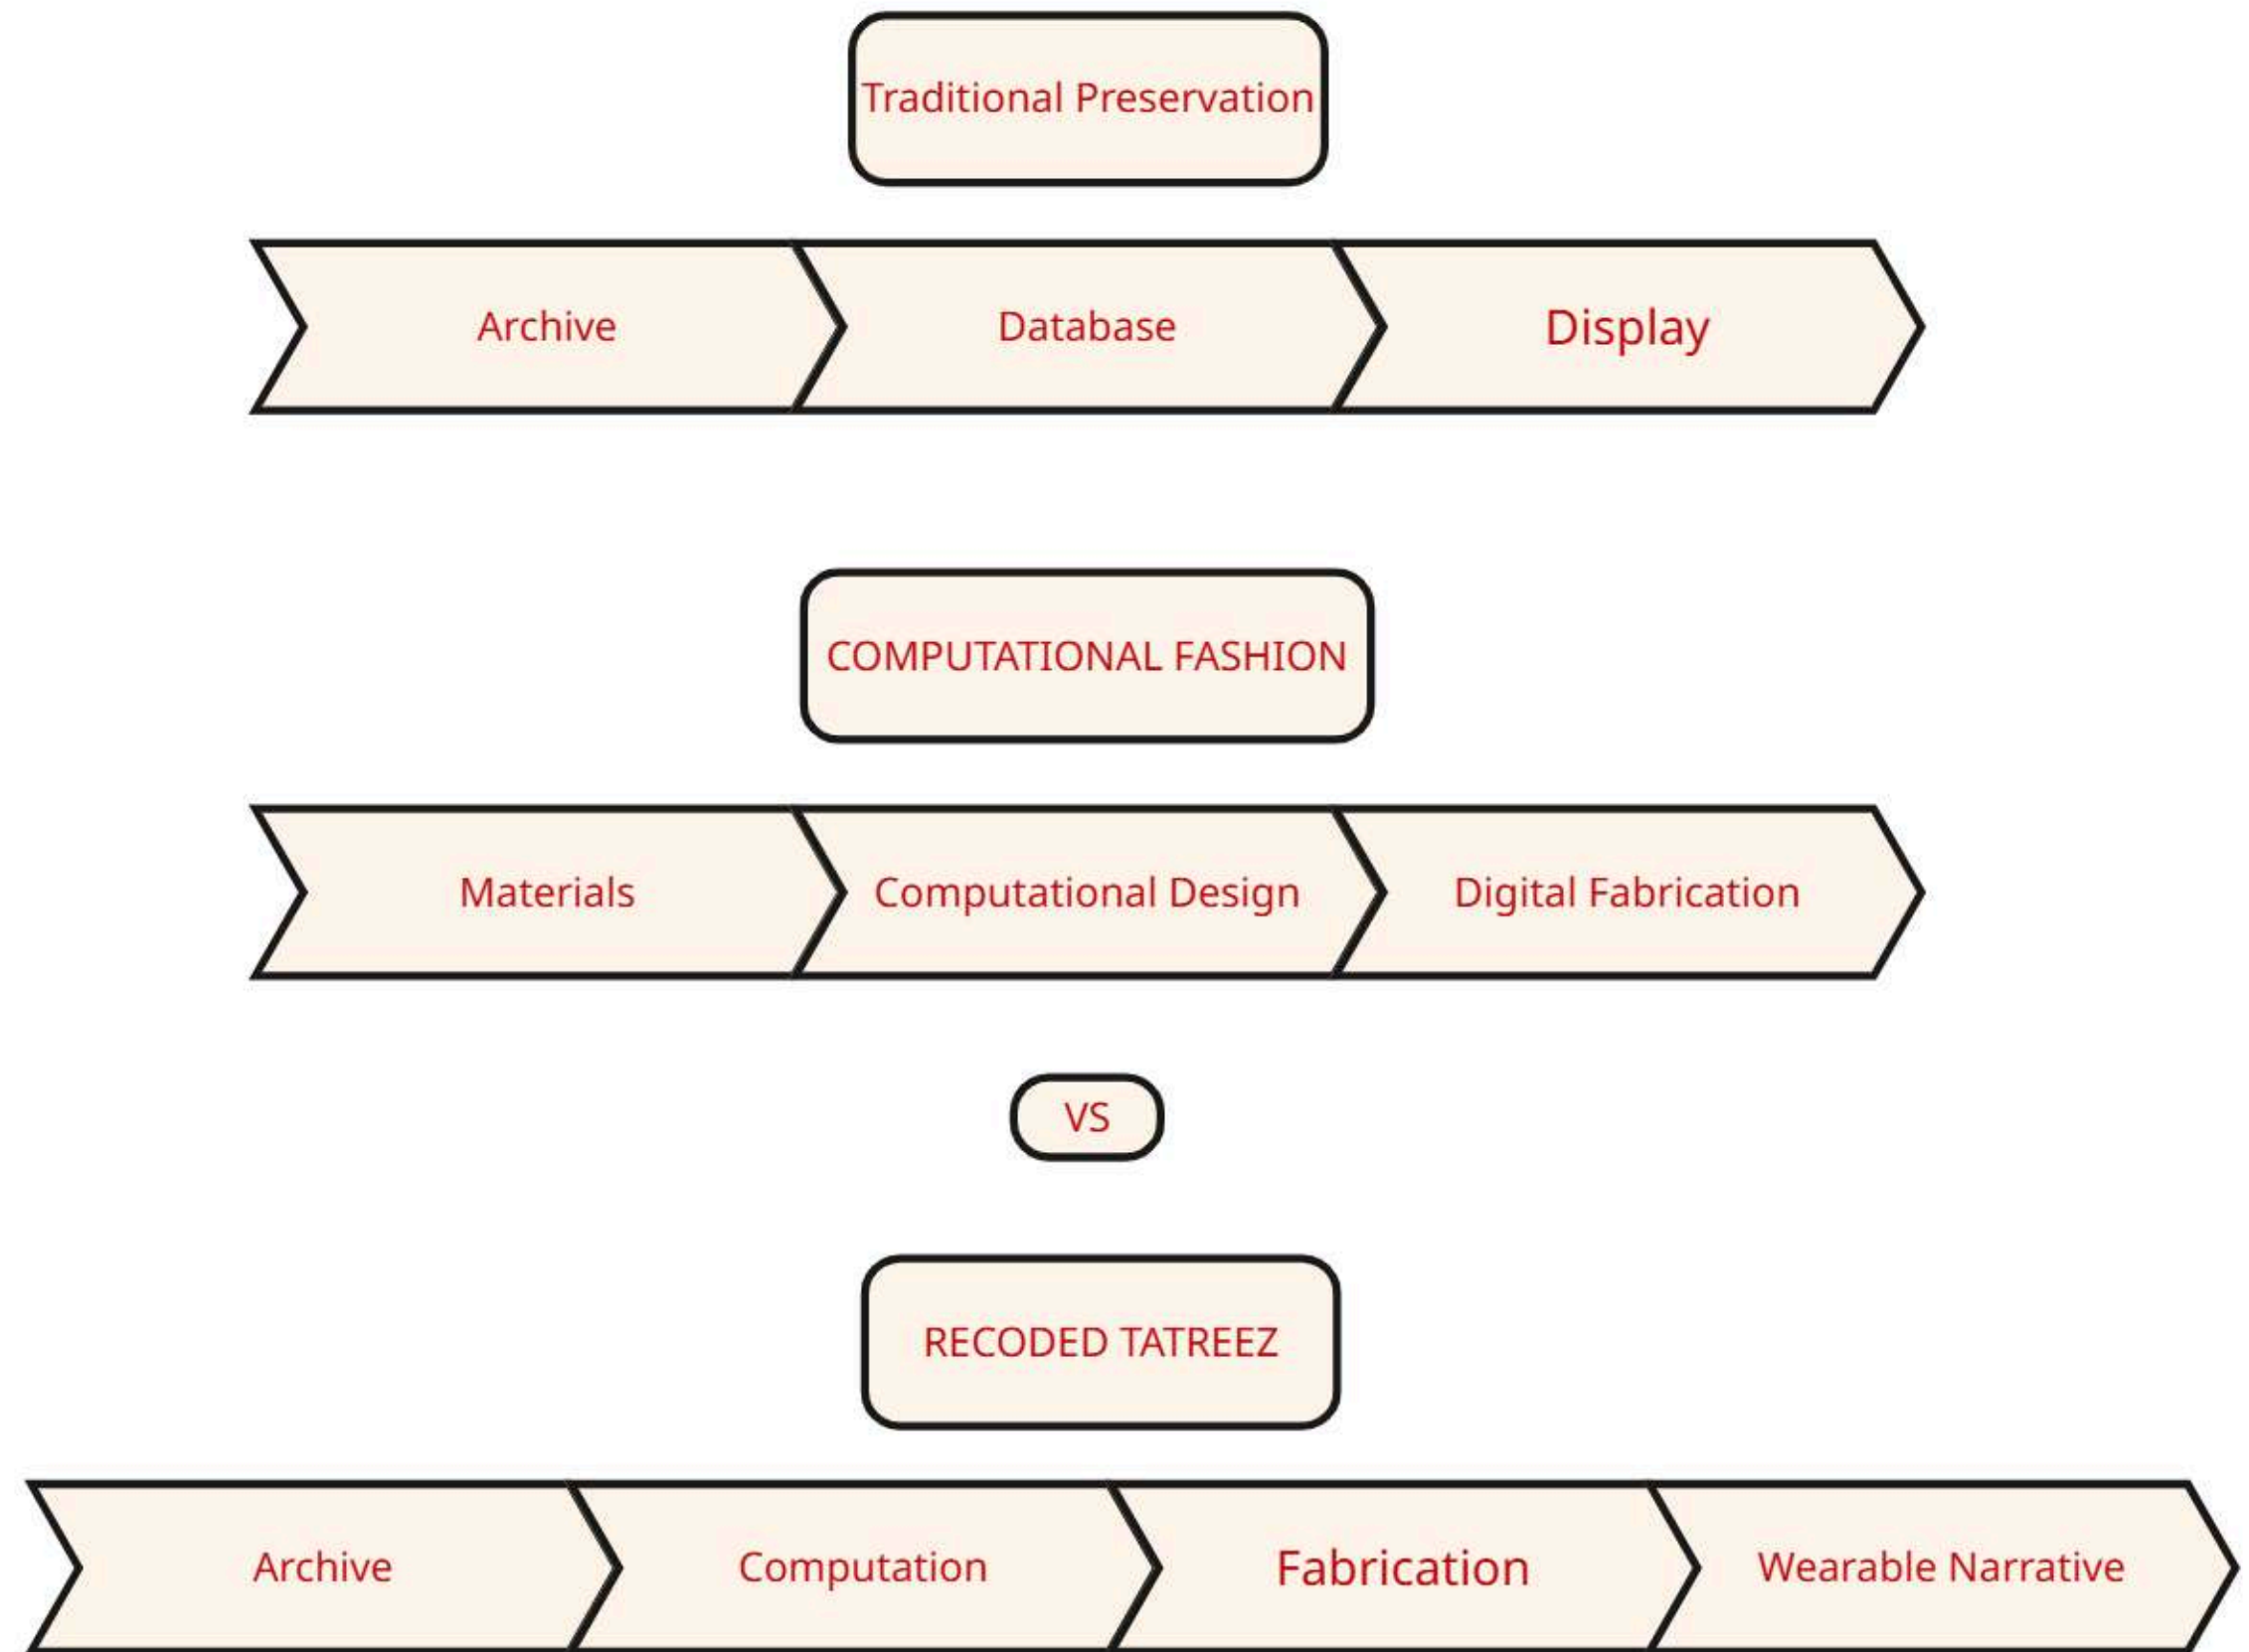 Traditional Preservation
Archive Database Display
COMPUTATIONAL FASHION
Materials Computational Design Digital Fabrication
VS
RECODED TATREEZ
Archive Computation Fabrication Wearable Narrative